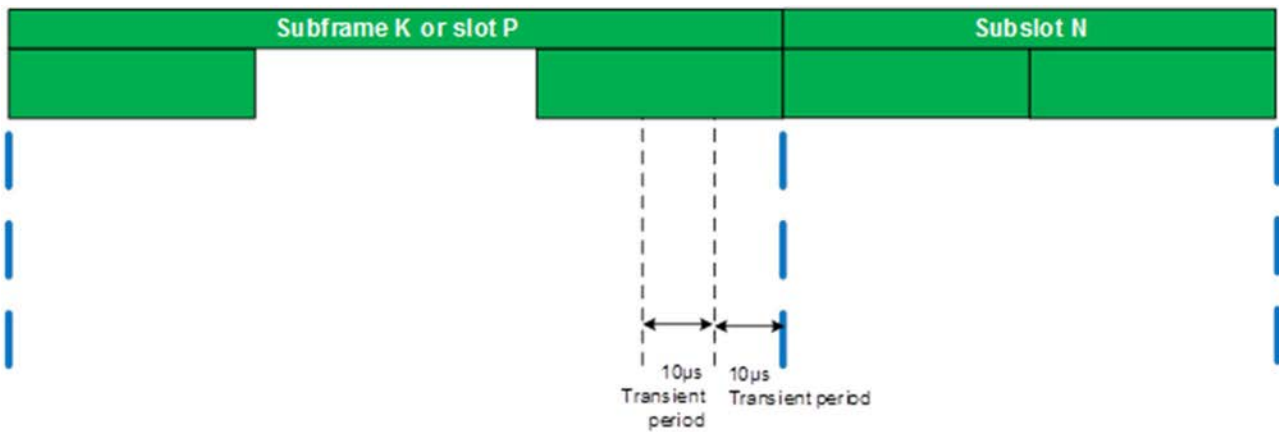 Subframe K or slot P
Subslot N
10µs
Transient
period
10µs
Transient period